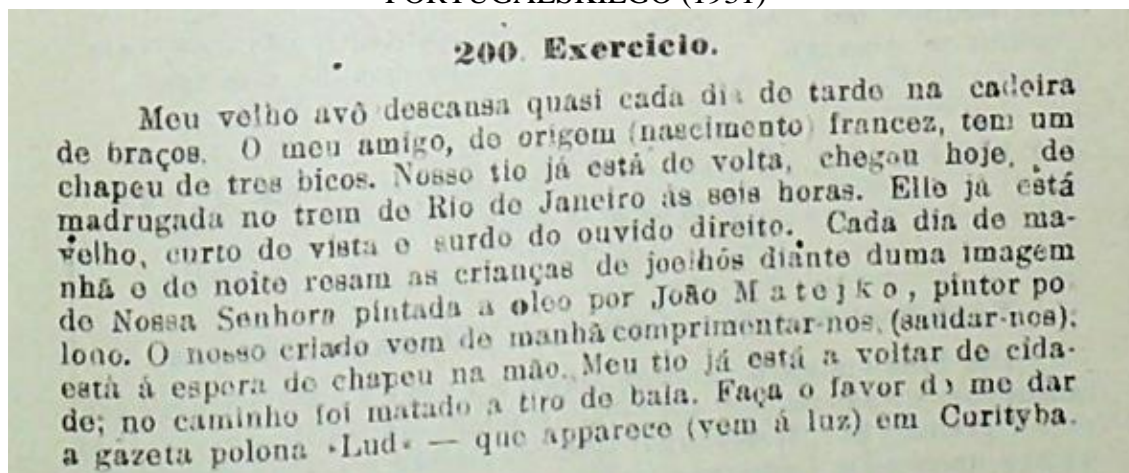 PORTUGALSKIEGO (1931)
200. Exercicio.
Meu velho avô descansa quasi cada dia de tarde na cadeira
de braços. O meu amigo, de origem (nascimento) francez, tem um
chapeu de tres bicos. Nosso tio já está de volta, chegou hoje, de
madrugada no trem de Rio de Janeiro ás seis horas. Elle já está
velho, curto de vista e surdo do ouvido direito. Cada dia de ma-
nhã e de noite resam as crianças de joelhós diante duma imagem
de Nossa Senhora pintada a oleo por João Matejko, pintor po
lono. O nosso criado vem de manhã comprimentar-nos, (saudar-nos);
está á espera de chapeu na mão. Meu tio já está a voltar de cida-
de; no caminho foi matado a tiro de bala. Faça o favor de me dar
a gazeta polona «Lud» — que apparece (vem á luz) em Corityba.